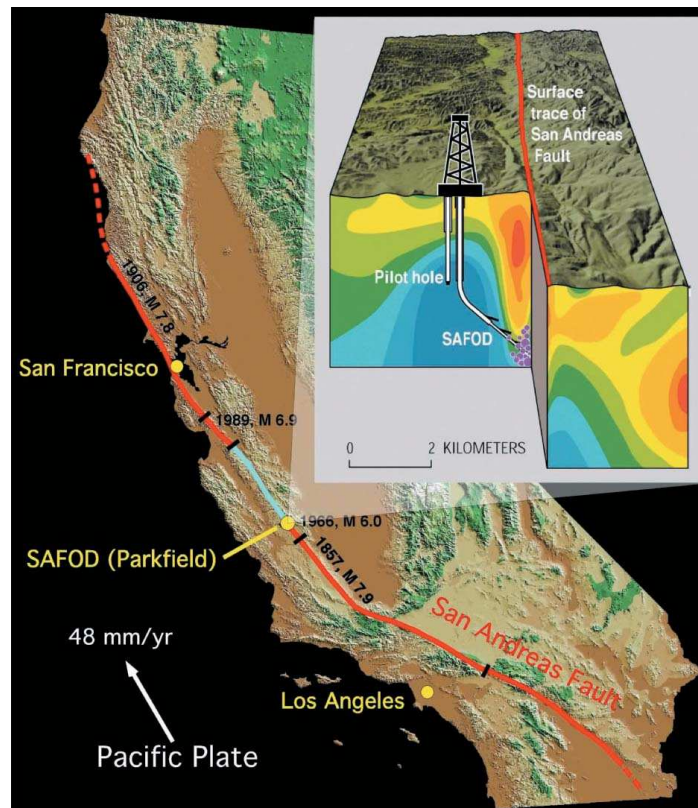 Surface
trace of
San Andreas
Fault
Pilot hole
SAFOD
0 2 KILOMETERS
1906, M 7.8
San Francisco
1989, M 6.9
1966, M 6.0
SAFOD (Parkfield)
1857, M 7.9
San Andreas Fault
48 mm/yr
Los Angeles
Pacific Plate